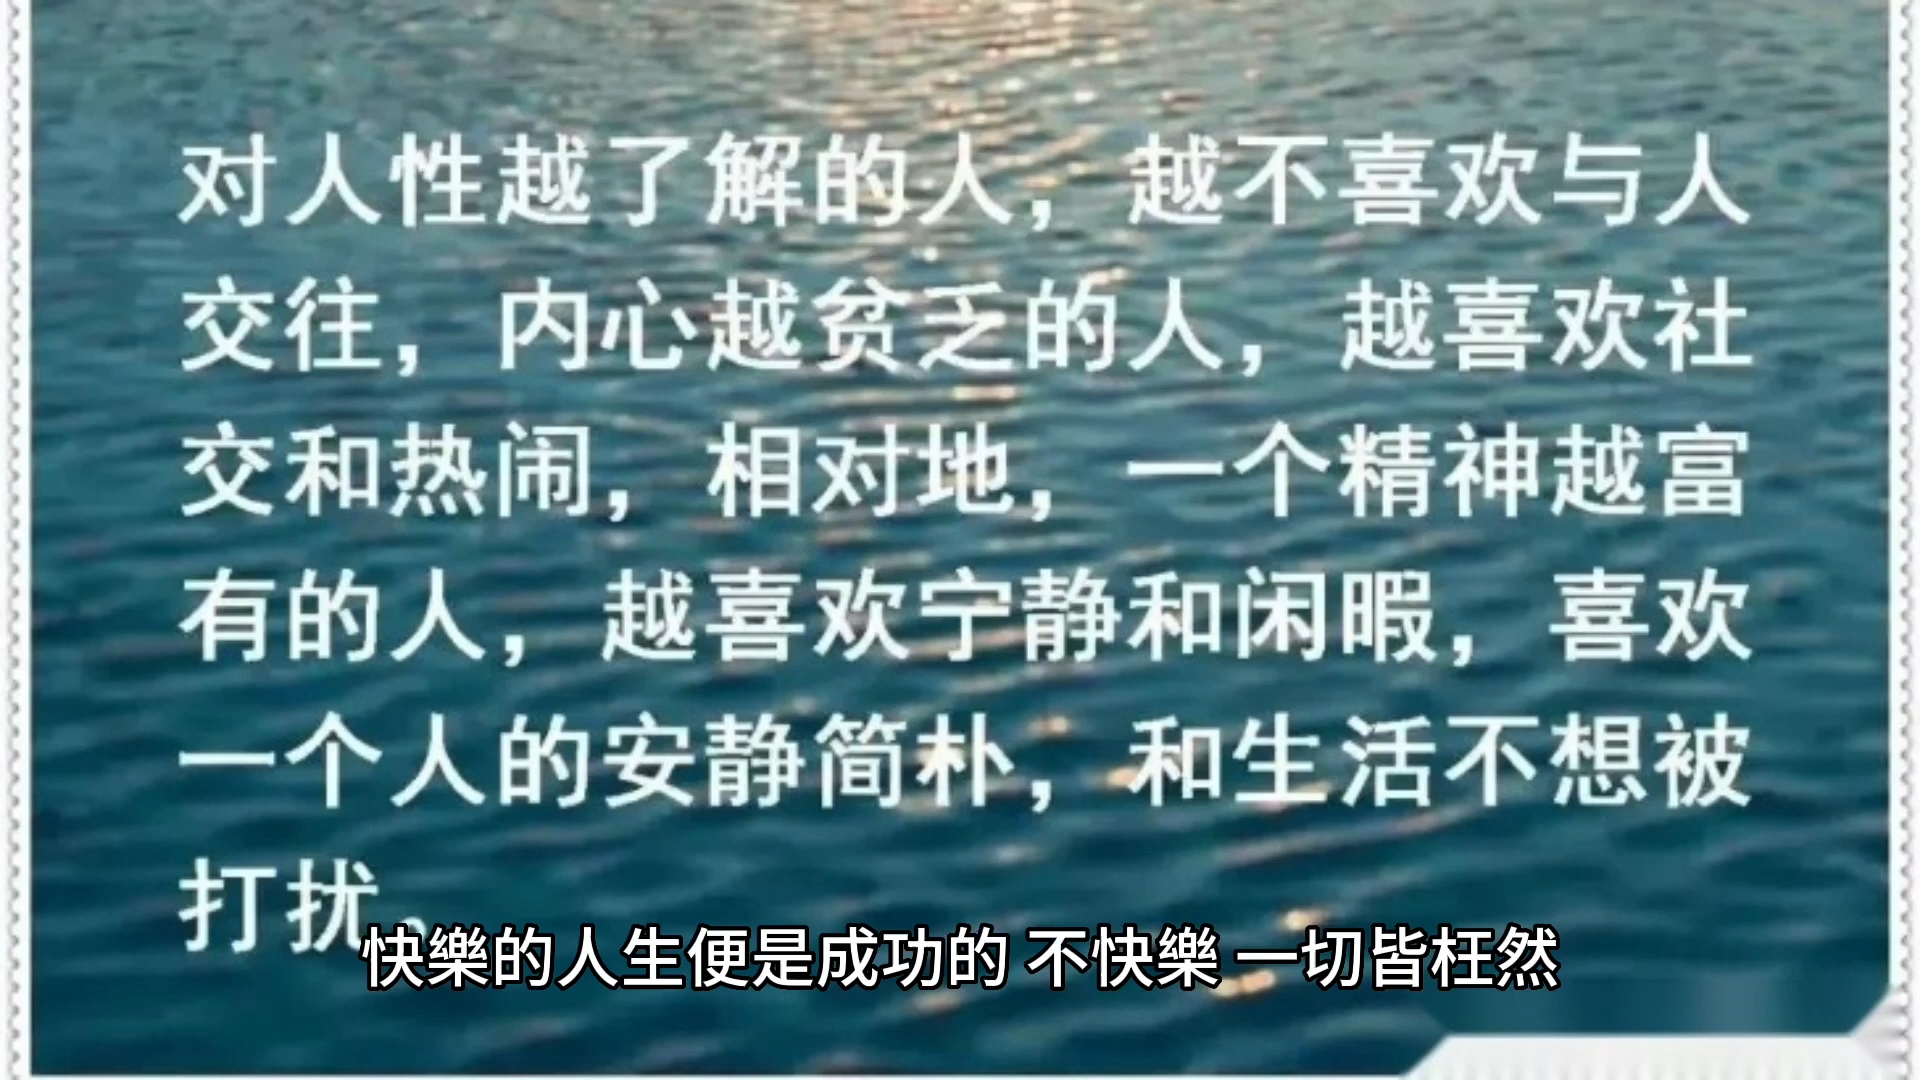 对人性越了解的人，越不喜欢与人
交往，内心越贫乏的人，越喜欢社
交和热闹，相对地，一个精神越富
有的人，越喜欢宁静和闲暇，喜欢
一个人的安静简朴，和生活不想被
打扰。
快樂的人生便是成功的 不快樂 一切皆枉然